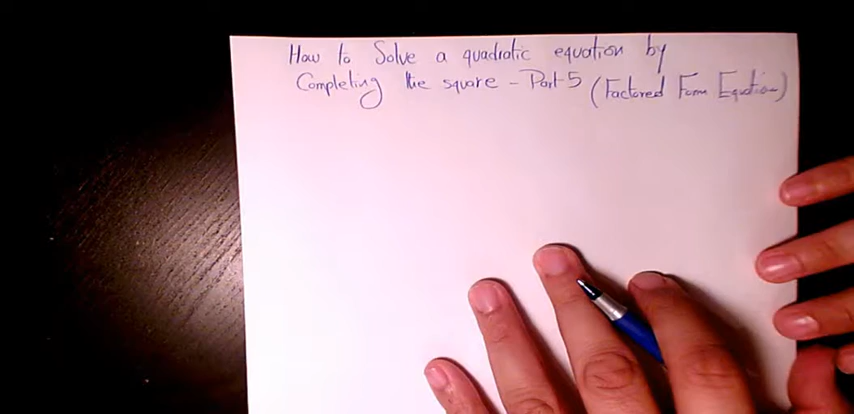 How to Solve a quadratic equation by
Completing the square - Part 5 (Factored Form Equation)